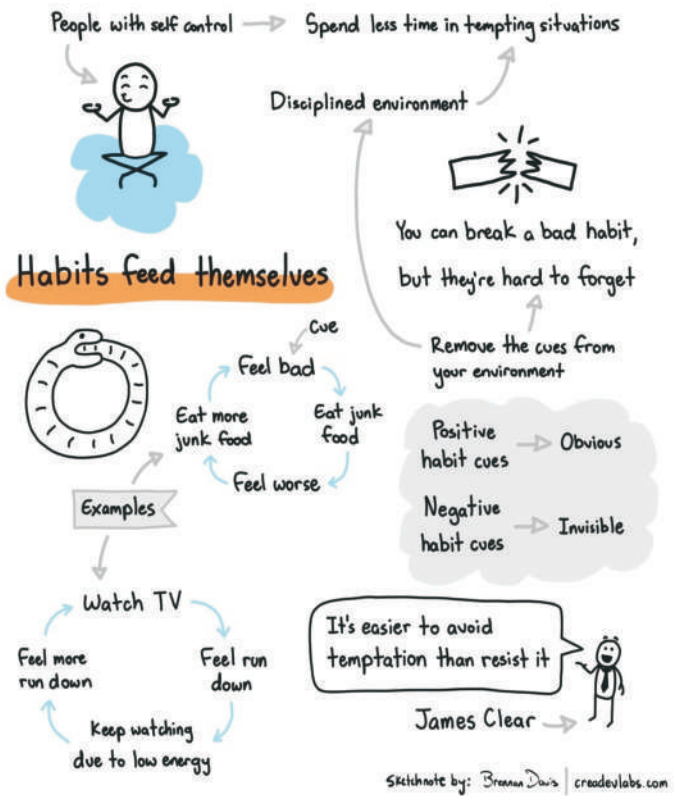 People with self control
Spend less time in tempting situations
Disciplined environment
You can break a bad habit,
but they're hard to forget
Habits feed themselves
Remove the cues from
your environment
Cue
Feel bad
Eat junk
food
Feel worse
Eat more
junk food
Positive
habit cues
Obvious
Negative
habit cues
Invisible
Examples
Watch TV
Feel run
down
Keep watching
due to low energy
Feel more
run down
It's easier to avoid
temptation than resist it
James Clear
Sketchnote by: Brennan Davis | creadevlabs.com